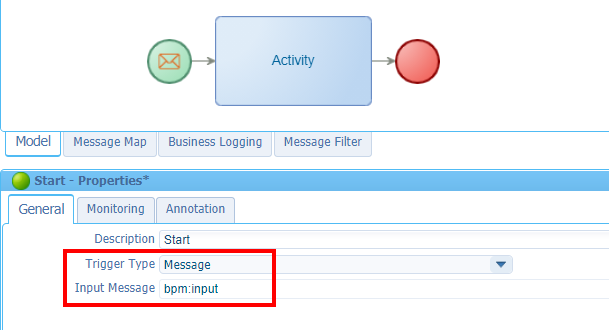 Activity
Model Message Map Business Logging Message Filter
Start - Properties*
General Monitoring Annotation
Description Start
Trigger Type Message
Input Message bpm:input